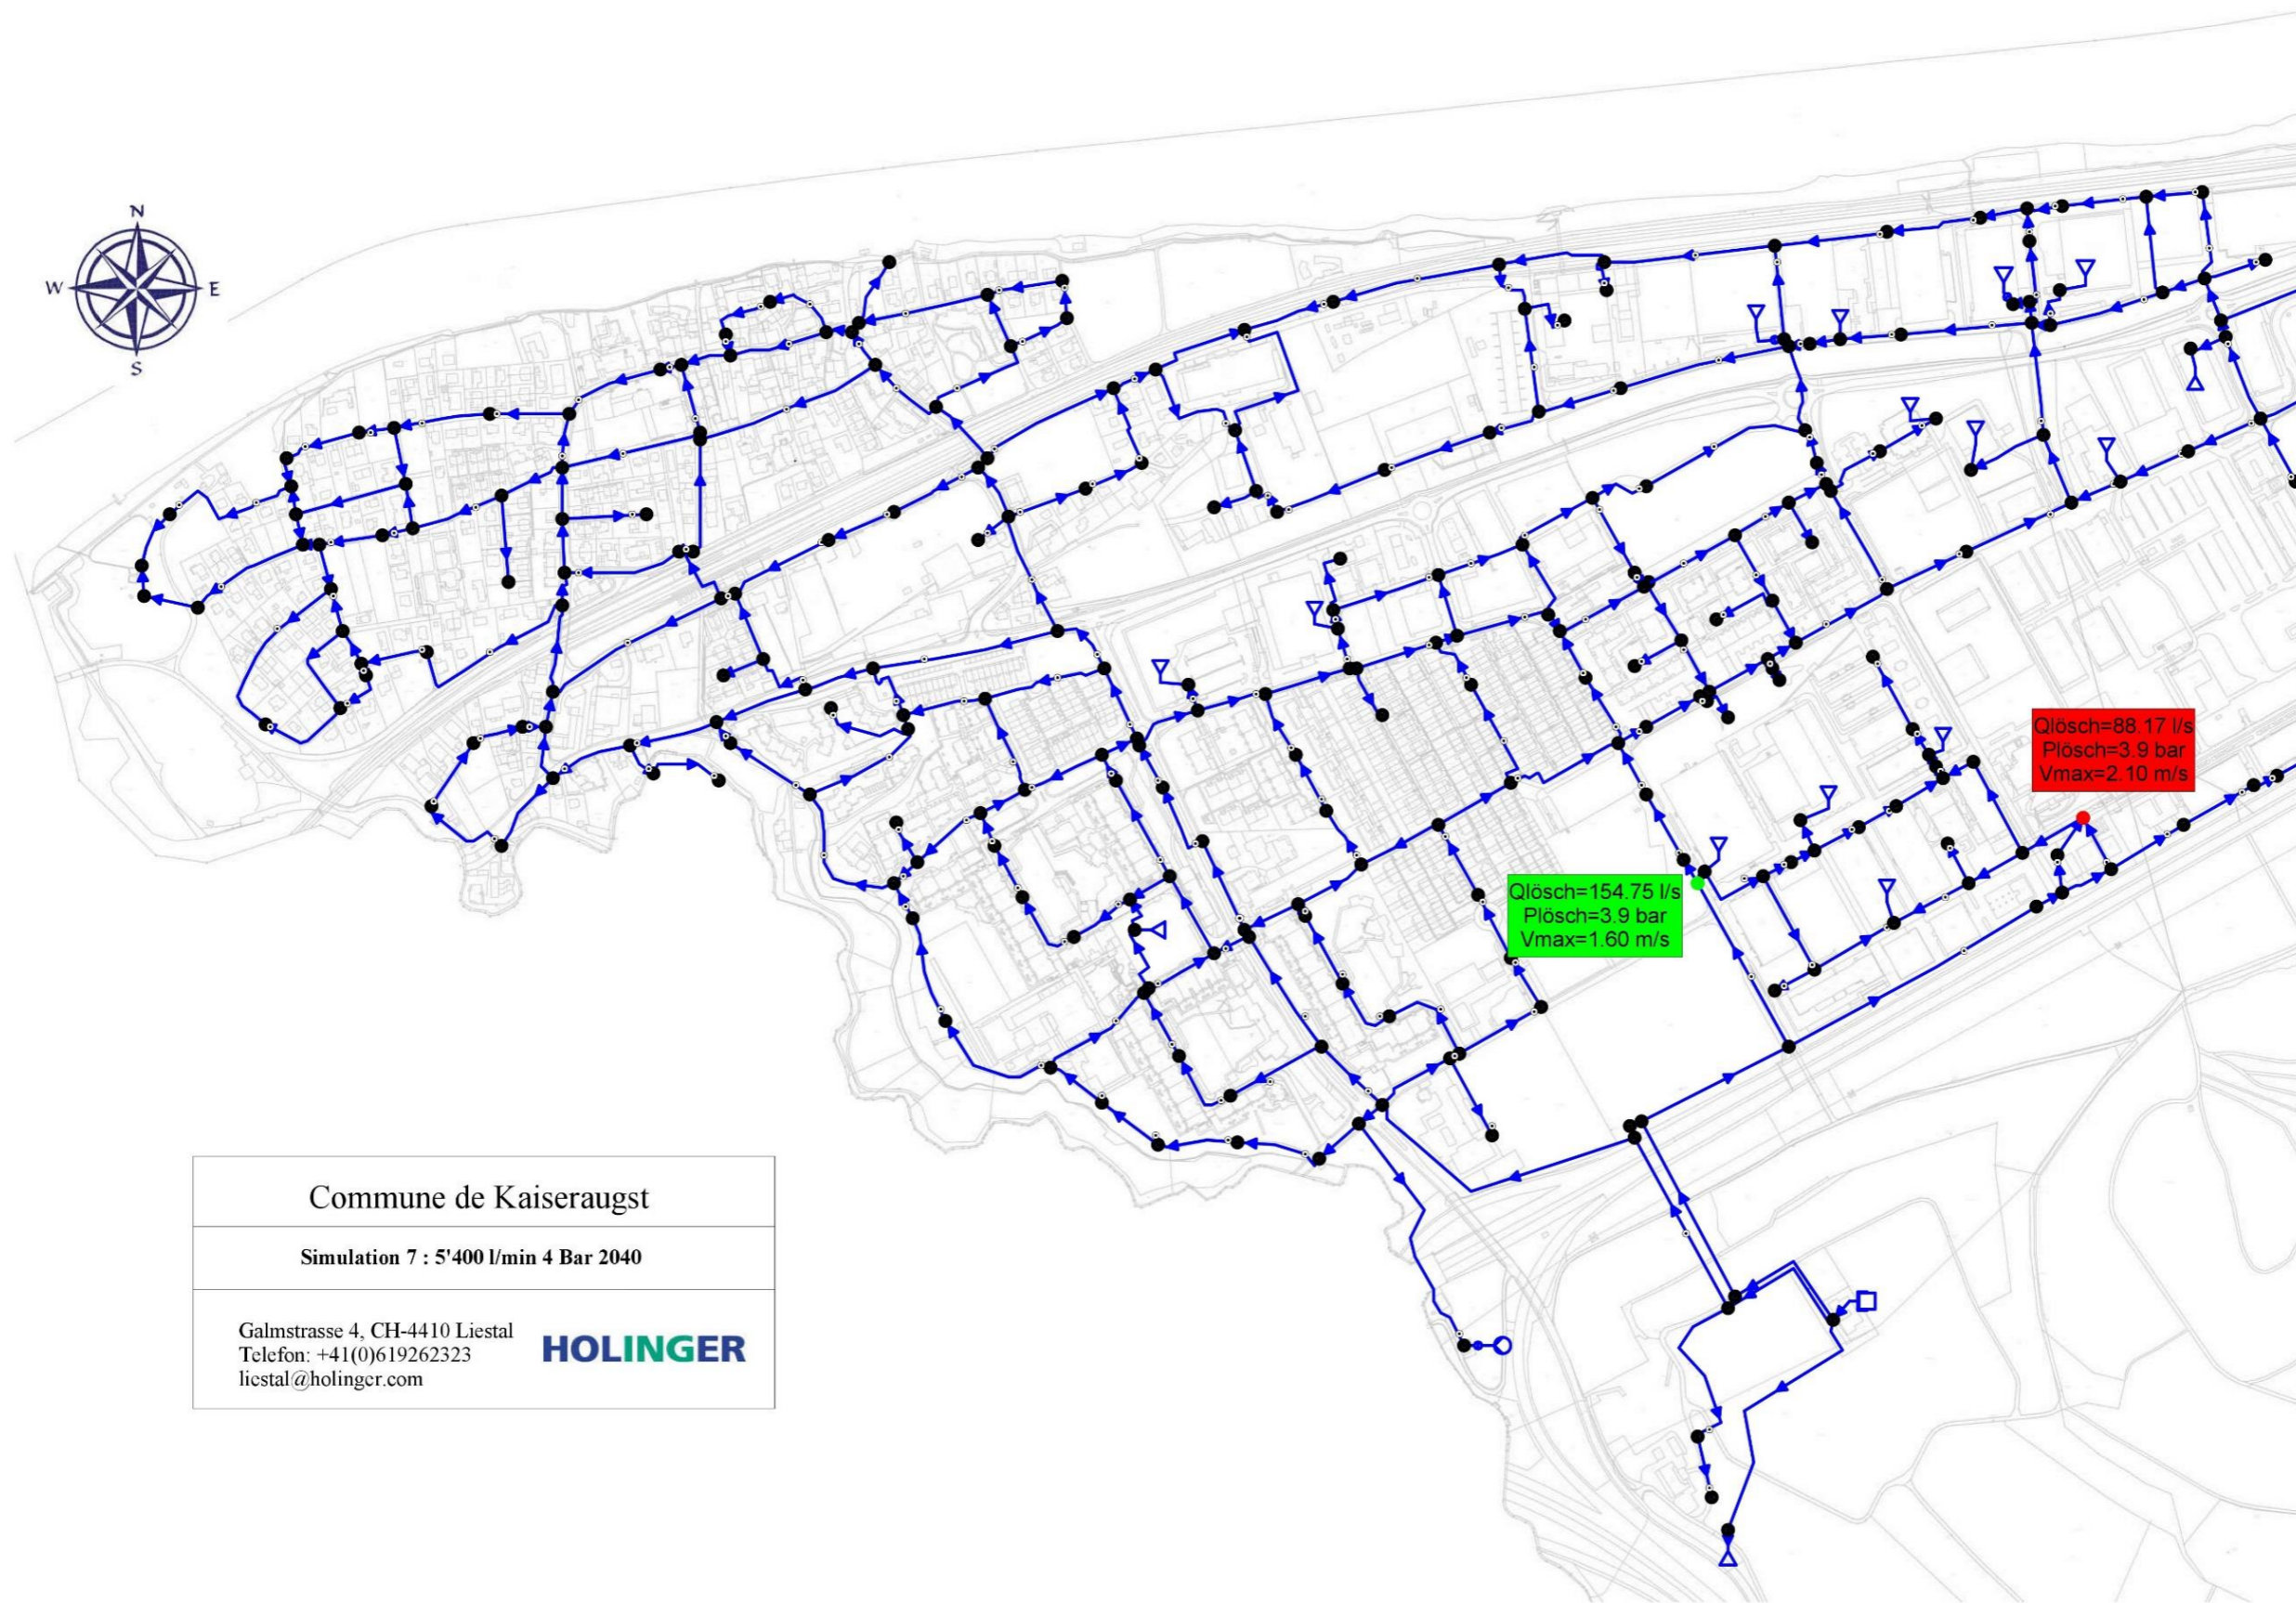 N
W
E
S
Qlösch=88.17 l/s
Plösch=3.9 bar
Vmax=2.10 m/s
Qlösch=154.75 l/s
Plösch=3.9 bar
Vmax=1.60 m/s
Commune de Kaiseraugst
Simulation 7 : 5'400 l/min 4 Bar 2040
Galmstrasse 4, CH-4410 Liestal
Telefon: +41(0)619262323
liestal@holinger.com
HOLINGER